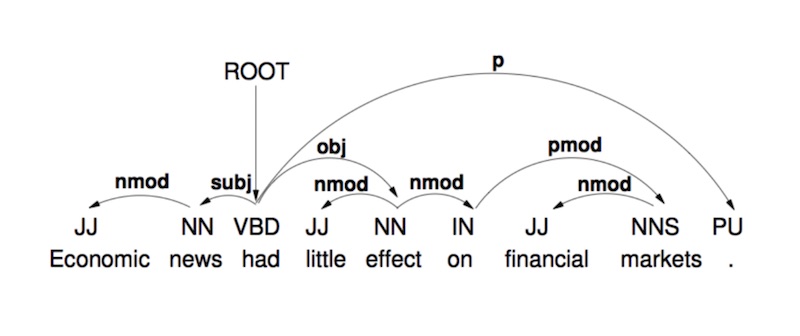 p
ROOT
obj pmod
nmod subj nmod nmod nmod
JJ NN VBD JJ NN IN JJ NNS PU
Economic news had little effect on financial markets .